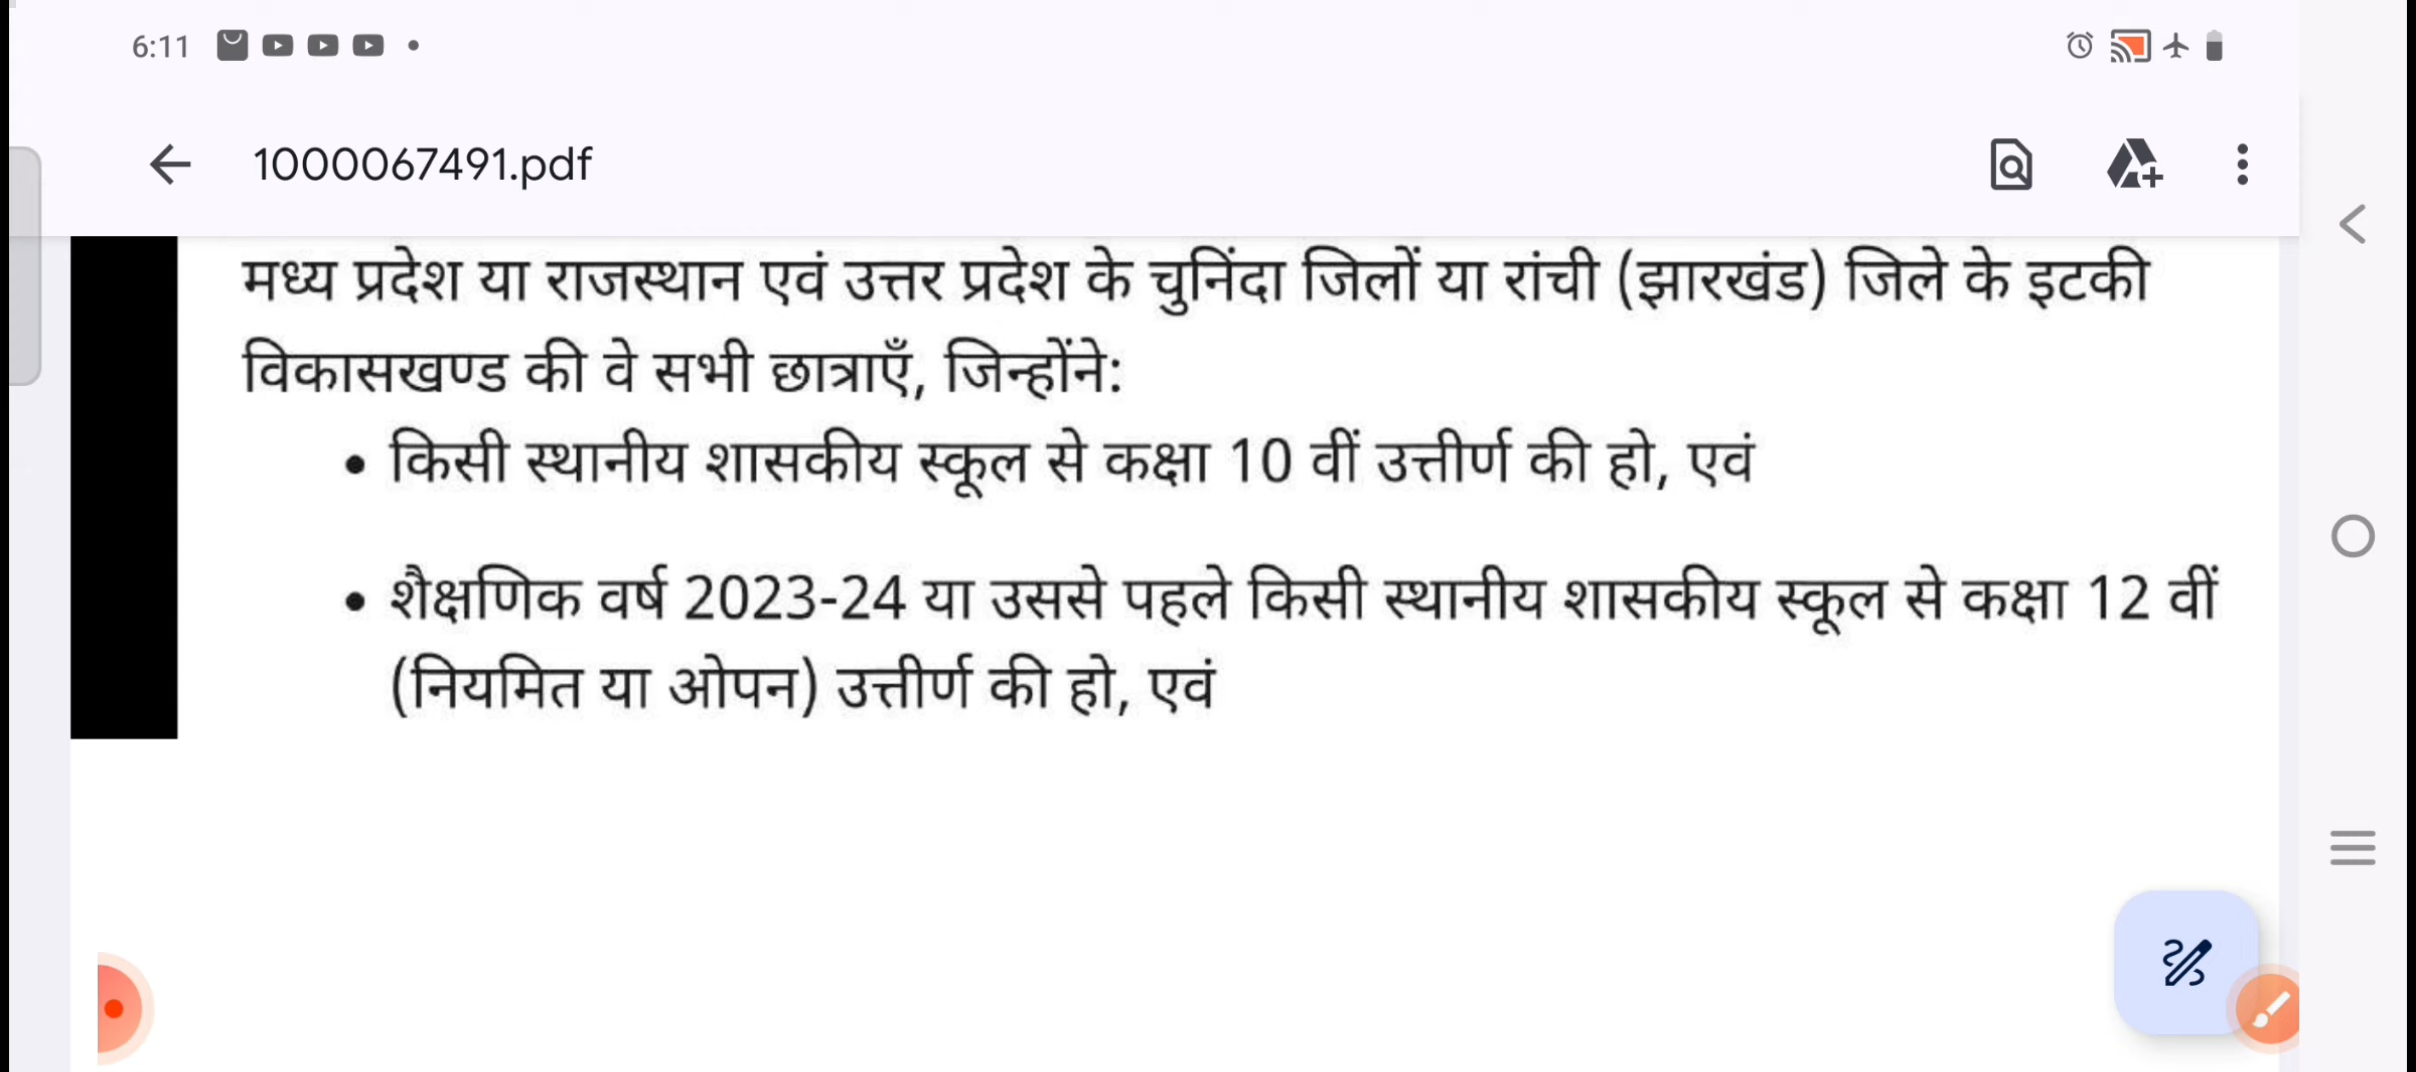 6:11
1000067491.pdf
मध्य प्रदेश या राजस्थान एवं उत्तर प्रदेश के चुनिंदा जिलों या रांची (झारखंड) जिले के इटकी
विकासखण्ड की वे सभी छात्राएँ, जिन्होंने:
• किसी स्थानीय शासकीय स्कूल से कक्षा 10 वीं उत्तीर्ण की हो, एवं
• शैक्षणिक वर्ष 2023-24 या उससे पहले किसी स्थानीय शासकीय स्कूल से कक्षा 12 वीं
(नियमित या ओपन) उत्तीर्ण की हो, एवं